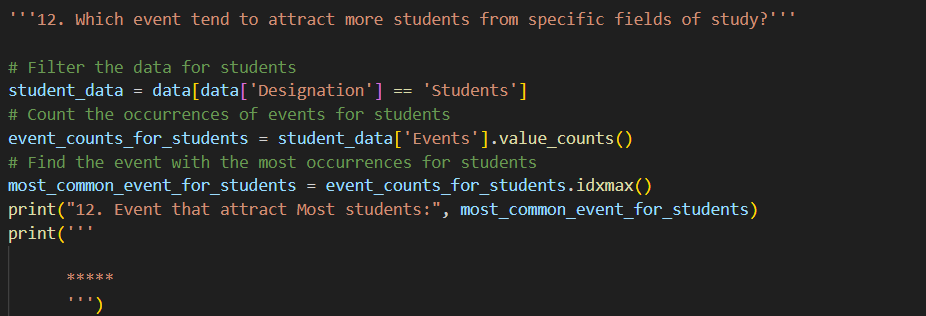 '''12. Which event tend to attract more students from specific fields of study?'''
# Filter the data for students
student_data = data[data['Designation'] == 'Students']
# Count the occurrences of events for students
event_counts_for_students = student_data['Events'].value_counts()
# Find the event with the most occurrences for students
most_common_event_for_students = event_counts_for_students.idxmax()
print("12. Event that attract Most students:", most_common_event_for_students)
print('''
*****
''')